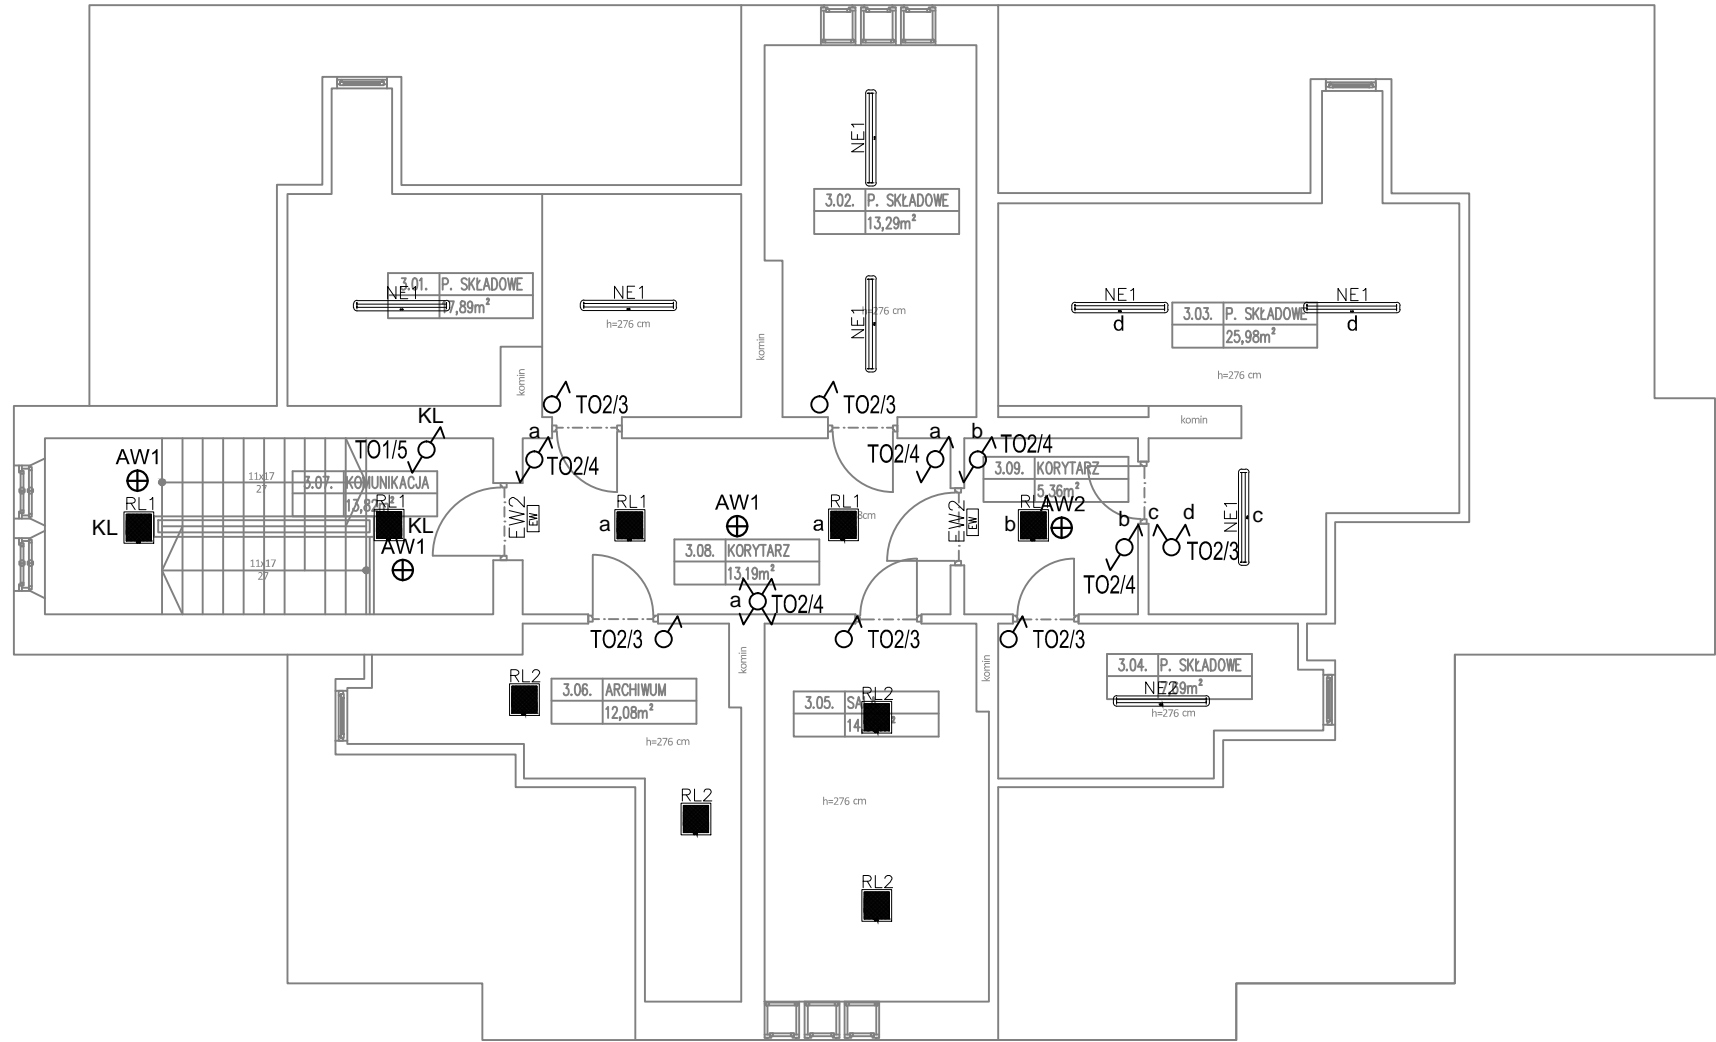 NE1
3.02. P. SKŁADOWE
13,29m²
3.01. P. SKŁADOWE
NE1
7,89m²
NE1
h=276 cm
NE1
h=276 cm
komin
NE1
d
NE1
d
3.03. P. SKŁADOWE
25,98m²
h=276 cm
komin
komin
TO2/3
TO2/3
KL
TO1/5
a
TO2/4
a
TO2/4
b
TO2/4
AW1
RL1
KL
11x17
27
3.07. KOMUNIKACJA
13,82m²
RL1
KL
AW1
11x17
27
EW2
EW
RL1
a
AW1
RL1
a
3.08. KORYTARZ
13,19m²
EW2
EW
3.09. KORYTARZ
5,36m²
b
AW2
b
TO2/4
c
d
TO2/3
NE1
c
a
TO2/4
TO2/3
TO2/3
TO2/3
komin
komin
RL2
3.06. ARCHIWUM
12,08m²
h=276 cm
RL2
3.05.
RL2
h=276 cm
RL2
3.04. P. SKŁADOWE
NE2
h=276 cm